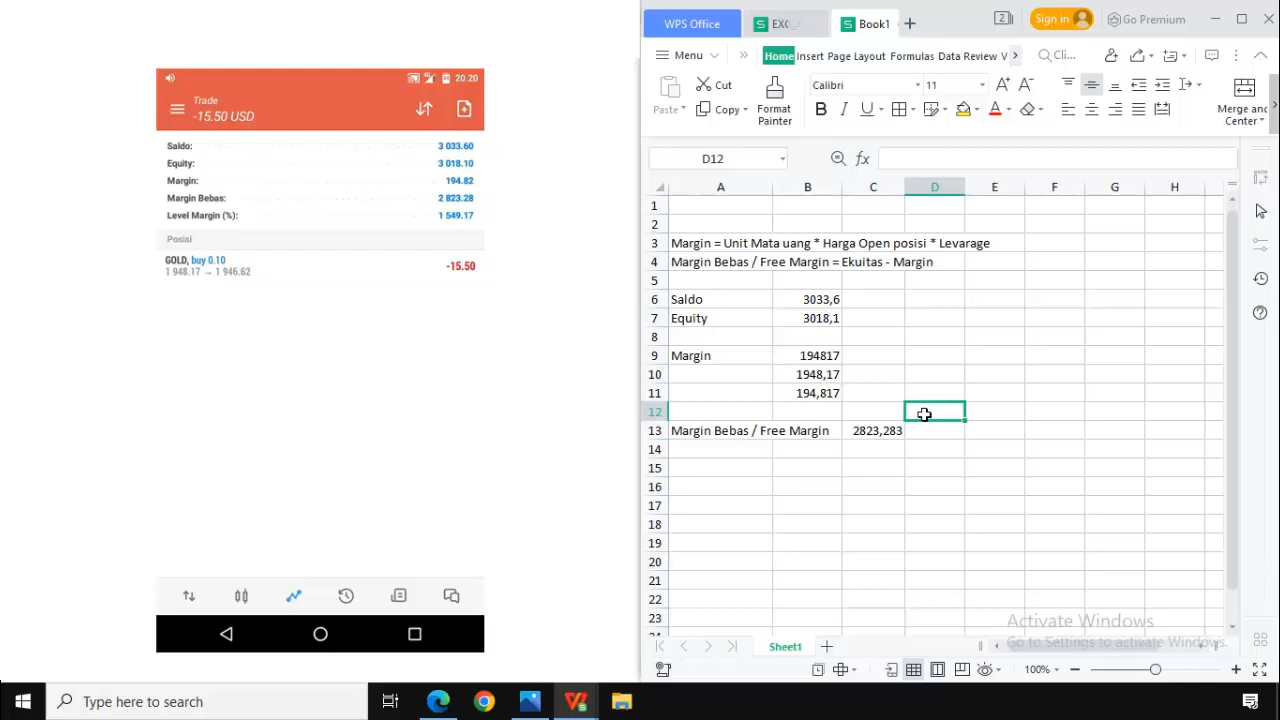 20.20
Trade
-15.50 USD
Saldo: 3 033.60
Equity: 3 018.10
Margin: 194.82
Margin Bebas: 2 823.28
Level Margin (%): 1 549.17
Posisi
GOLD, buy 0.10
1 948.17 → 1 946.62
-15.50
WPS Office
Book1
Sign in
Go Premium
Menu
Home Insert Page Layout Formulas Data Review V
Cli...
Paste
Cut
Copy
Format
Painter
Calibri
11
Merge and
Center
D12
fx
A B C D E F G H
1
2
3 Margin = Unit Mata uang * Harga Open posisi * Levarage
4 Margin Bebas / Free Margin = Ekuitas - Margin
5
6 Saldo 3033,6
7 Equity 3018,1
8
9 Margin 194817
10 1948,17
11 194,817
12
13 Margin Bebas / Free Margin 2823,283
14
15
16
17
18
19
20
21
22
23
Activate Windows
Go to Settings to activate Windows.
Sheet1
100%
Type here to search